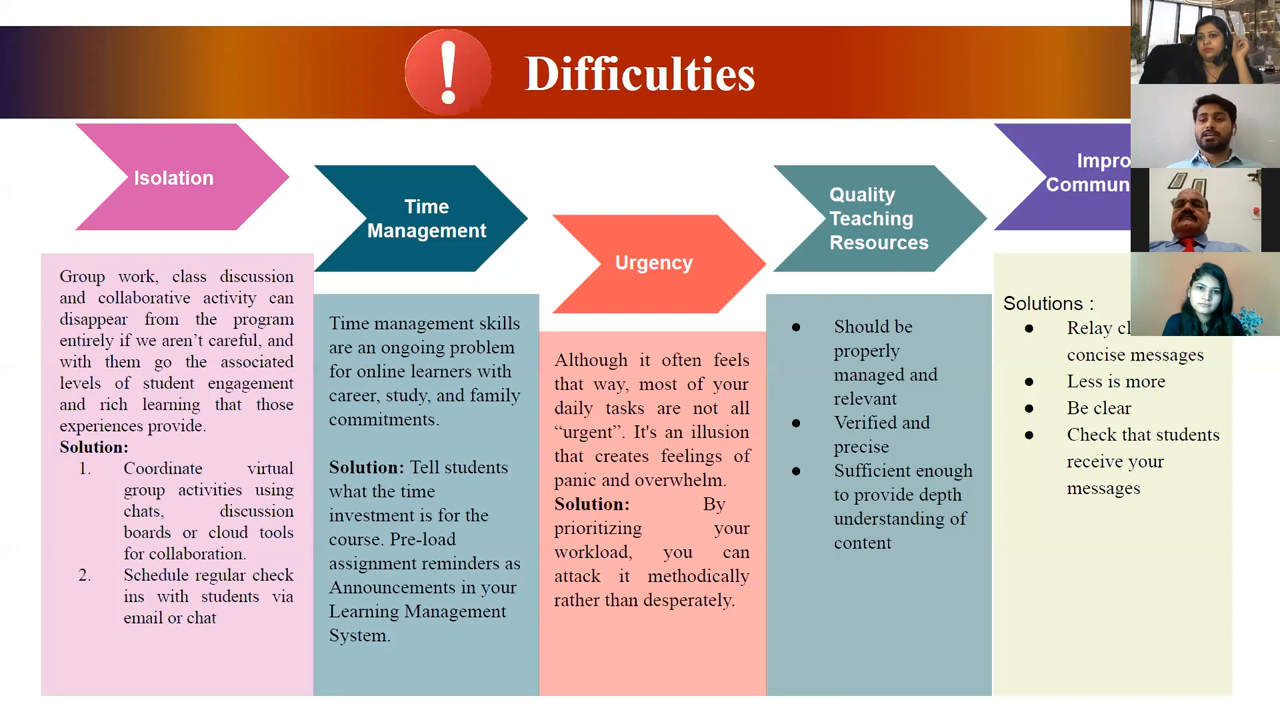 Difficulties
Isolation
Group work, class discussion
and collaborative activity can
disappear from the program
entirely if we aren't careful, and
with them go the associated
levels of student engagement
and rich learning that those
experiences provide.
Solution:
1. Coordinate virtual
group activities using
chats, discussion
boards or cloud tools
for collaboration.
2. Schedule regular check
ins with students via
email or chat
Time
Management
Time management skills
are an ongoing problem
for online learners with
career, study, and family
commitments.
Solution: Tell students
what the time
investment is for the
course. Pre-load
assignment reminders as
Announcements in your
Learning Management
System.
Urgency
Although it often feels
that way, most of your
daily tasks are not all
“urgent”. It's an illusion
that creates feelings of
panic and overwhelm.
Solution: By
prioritizing your
workload, you can
attack it methodically
rather than desperately.
Quality
Teaching
Resources
● Should be
properly
managed and
relevant
● Verified and
precise
● Sufficient enough
to provide depth
understanding of
content
Solutions :
● Relay
concise messages
● Less is more
● Be clear
● Check that students
receive your
messages